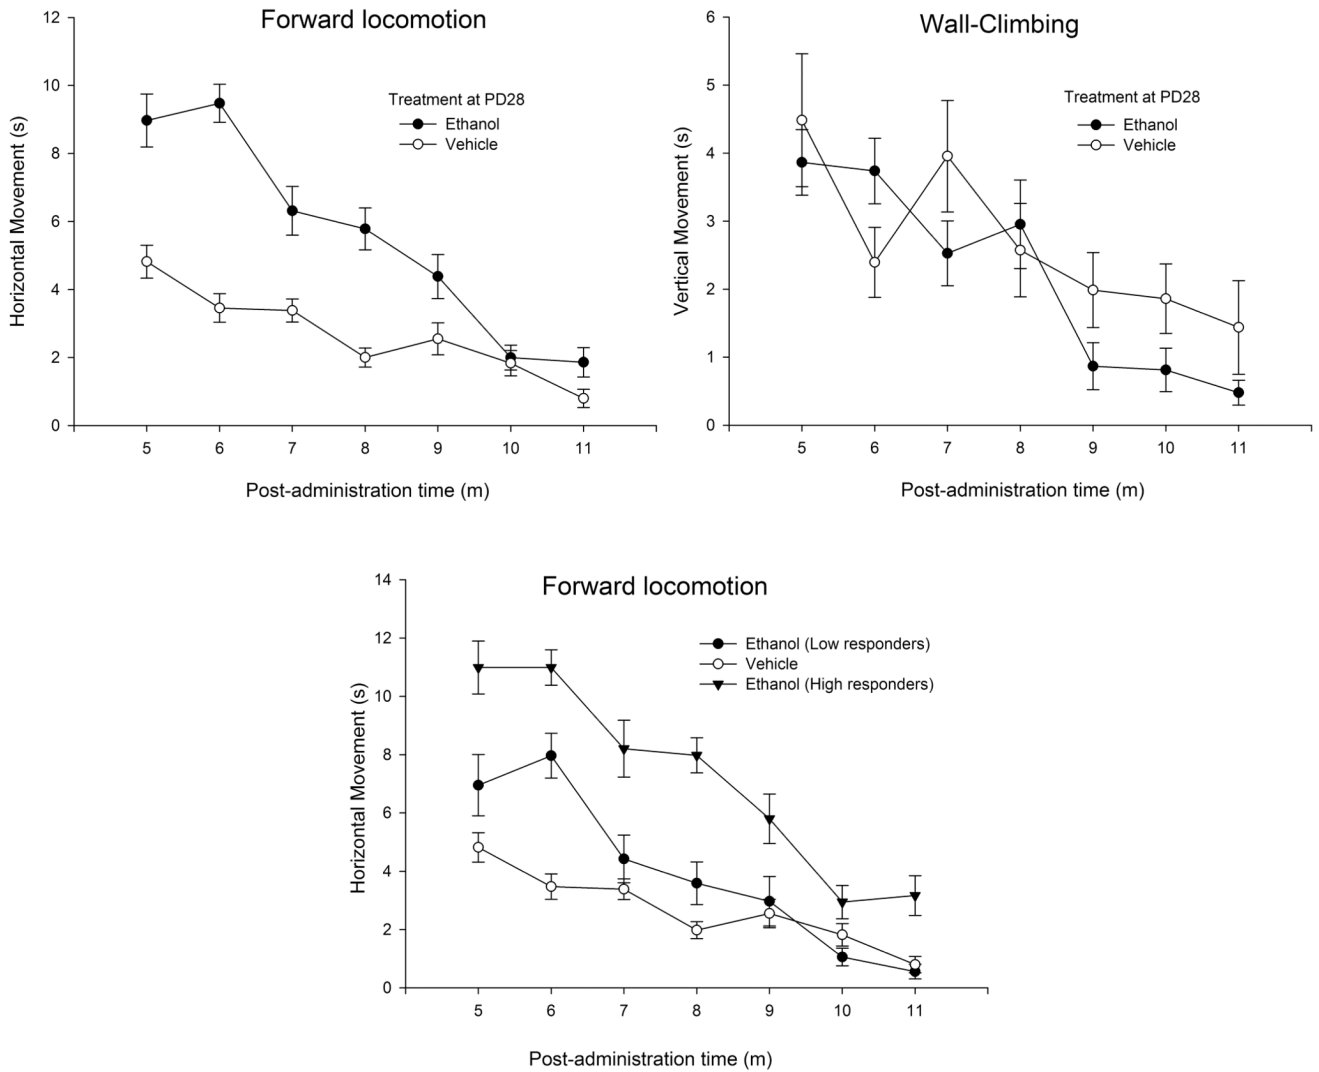 Forward locomotion
Horizontal Movement (s)
12
10
8
6
4
2
0
Treatment at PD28
Ethanol
Vehicle
5 6 7 8 9 10 11
Post-administration time (m)
Wall-Climbing
Vertical Movement (s)
6
5
4
3
2
1
0
Treatment at PD28
Ethanol
Vehicle
5 6 7 8 9 10 11
Post-administration time (m)
Forward locomotion
Horizontal Movement (s)
14
12
10
8
6
4
2
0
Ethanol (Low responders)
Vehicle
Ethanol (High responders)
5 6 7 8 9 10 11
Post-administration time (m)